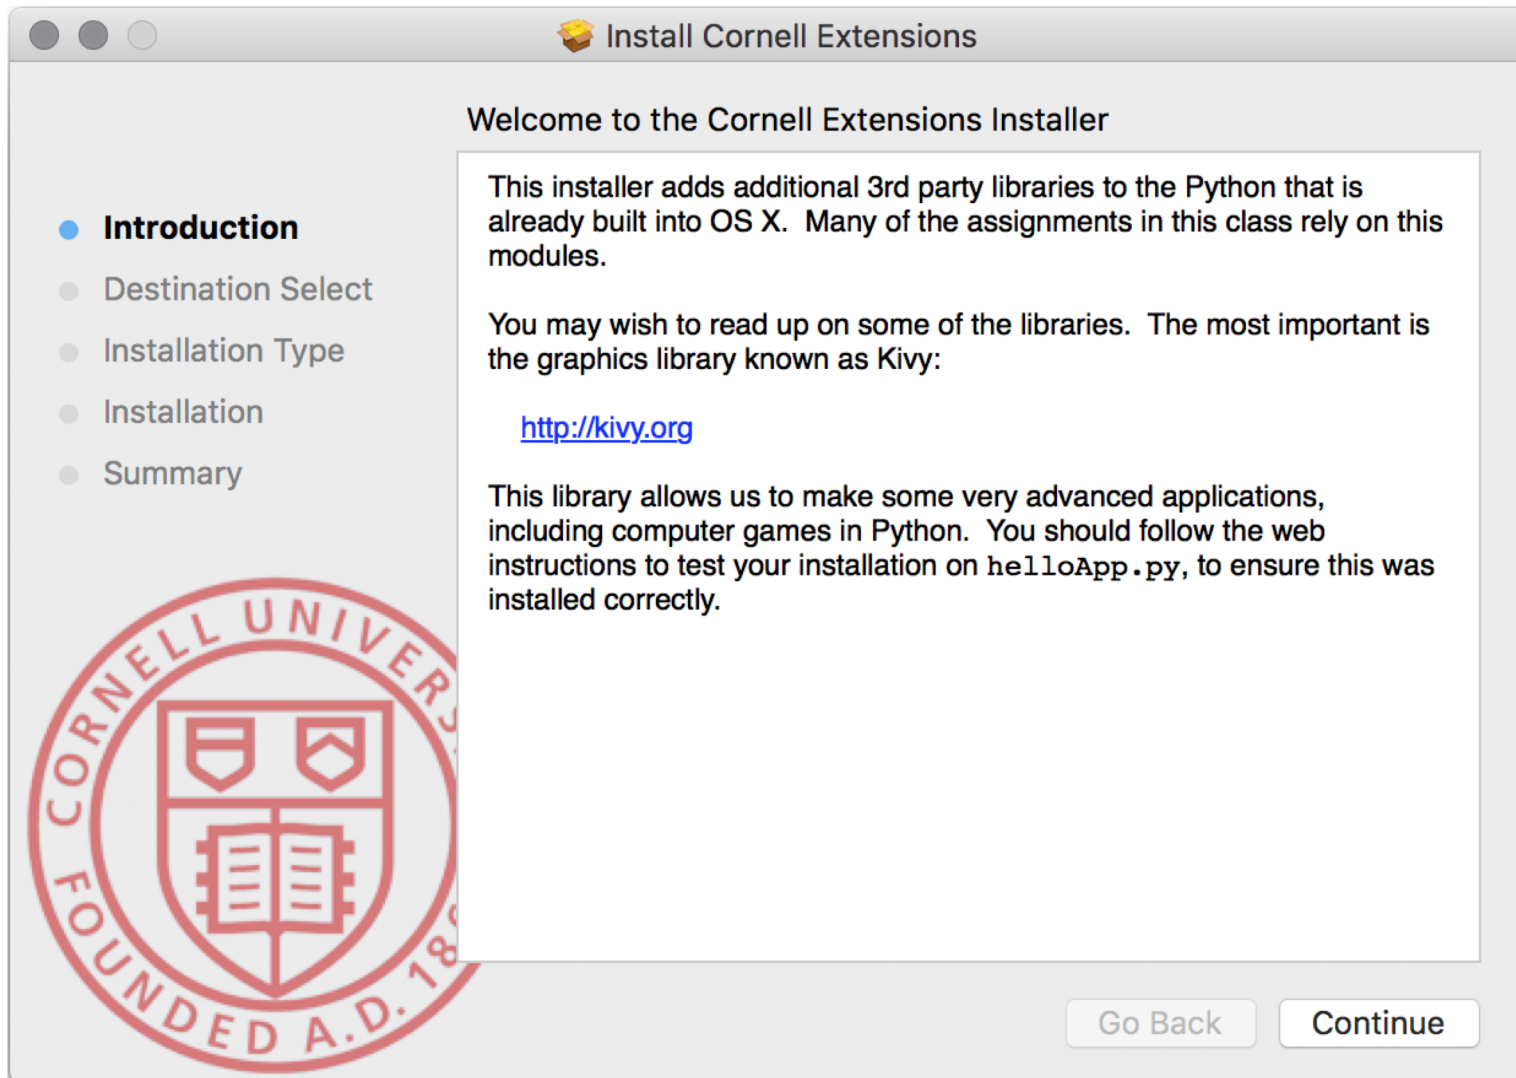 Install Cornell Extensions
Welcome to the Cornell Extensions Installer
Introduction
Destination Select
Installation Type
Installation
Summary
This installer adds additional 3rd party libraries to the Python that is
already built into OS X.  Many of the assignments in this class rely on this
modules.
You may wish to read up on some of the libraries.  The most important is
the graphics library known as Kivy:
http://kivy.org
This library allows us to make some very advanced applications,
including computer games in Python.  You should follow the web
instructions to test your installation on helloApp.py, to ensure this was
installed correctly.
CORNELL UNIVERS
FOUNDED A.D. 18
Go Back
Continue